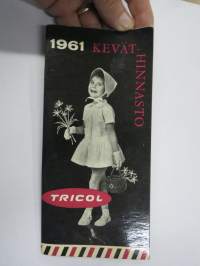 1961 KEVÄT-
HINNASTO
TRICOL